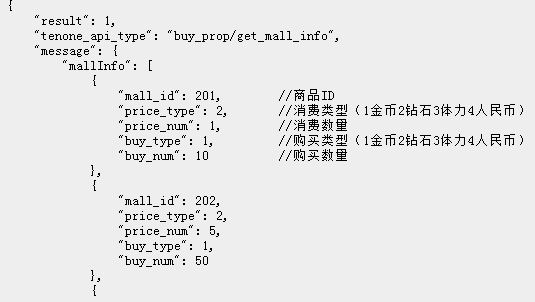 {
    "result": 1,
    "tenone_api_type": "buy_prop/get_mall_info",
    "message": {
        "mallInfo": [
            {
                "mall_id": 201,        //商品ID
                "price_type": 2,       //消费类型（1金币2钻石3体力4人民币）
                "price_num": 1,        //消费数量
                "buy_type": 1,         //购买类型（1金币2钻石3体力4人民币）
                "buy_num": 10          //购买数量
            },
            {
                "mall_id": 202,
                "price_type": 2,
                "price_num": 5,
                "buy_type": 1,
                "buy_num": 50
            },
            {